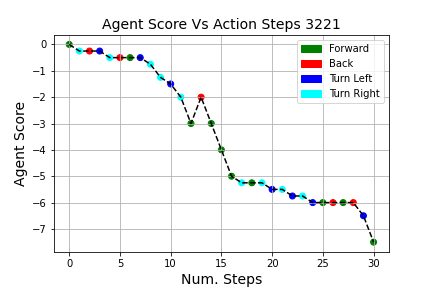 Agent Score Vs Action Steps 3221
Forward
Back
Turn Left
Turn Right
Agent Score
0
−1
−2
−3
−4
−5
−6
−7
0 5 10 15 20 25 30
Num. Steps